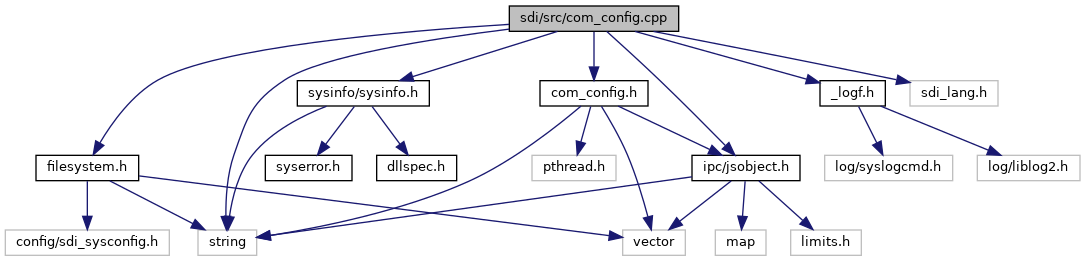 sdi/src/com_config.cpp
sysinfo/sysinfo.h
com_config.h
_logf.h
sdi_lang.h
filesystem.h
syserror.h
dllspec.h
pthread.h
ipc/jsobject.h
log/syslogcmd.h
log/liblog2.h
config/sdi_sysconfig.h
string
vector
map
limits.h